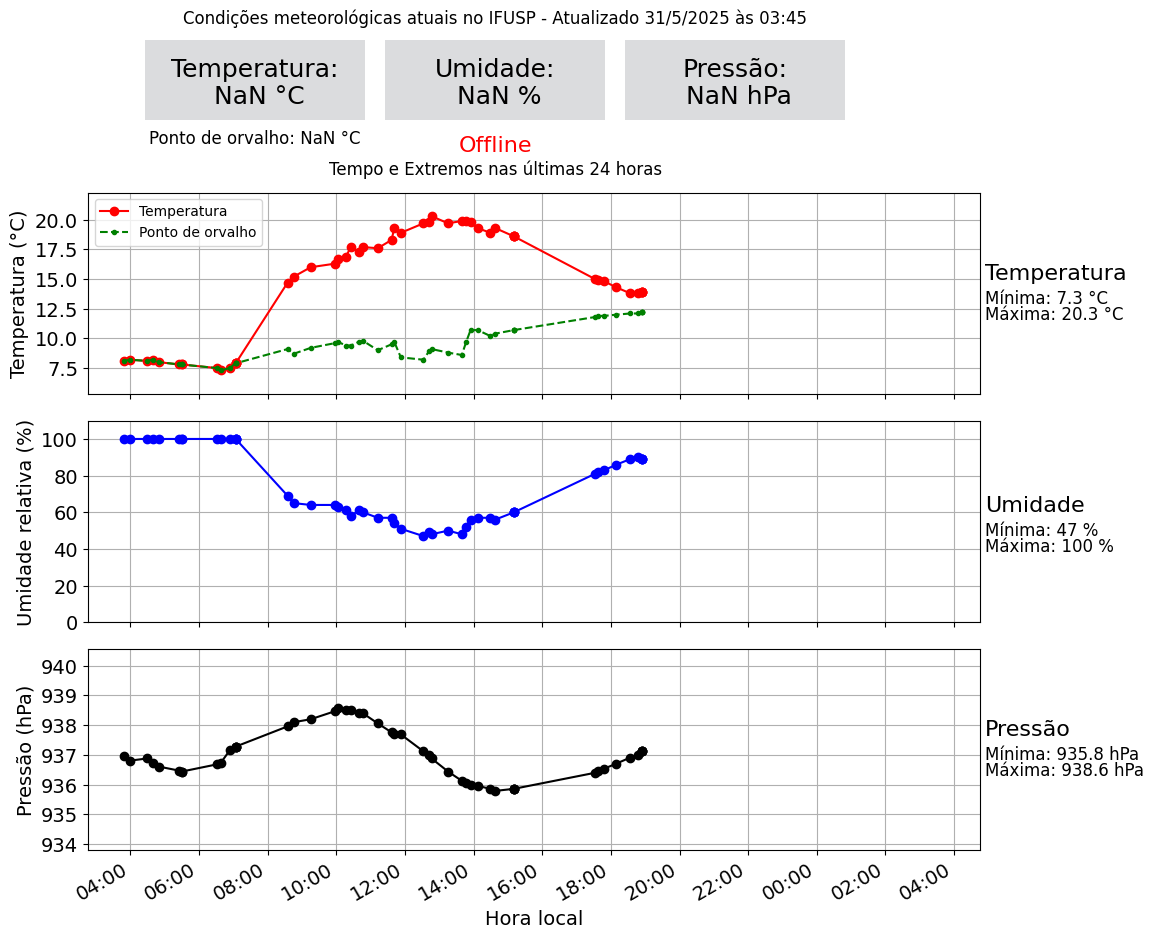 Condições meteorológicas atuais no IFUSP - Atualizado 31/5/2025 às 03:45
Temperatura:
NaN °C
Umidade:
NaN %
Pressão:
NaN hPa
Ponto de orvalho: NaN °C
Offline
Tempo e Extremos nas últimas 24 horas
Temperatura (°C)
20.0
17.5
15.0
12.5
10.0
7.5
Temperatura
Ponto de orvalho
Temperatura
Mínima: 7.3 °C
Máxima: 20.3 °C
Umidade relativa (%)
100
80
60
40
20
0
Umidade
Mínima: 47 %
Máxima: 100 %
Pressão (hPa)
940
939
938
937
936
935
934
Pressão
Mínima: 935.8 hPa
Máxima: 938.6 hPa
04:00 06:00 08:00 10:00 12:00 14:00 16:00 18:00 20:00 22:00 00:00 02:00 04:00
Hora local